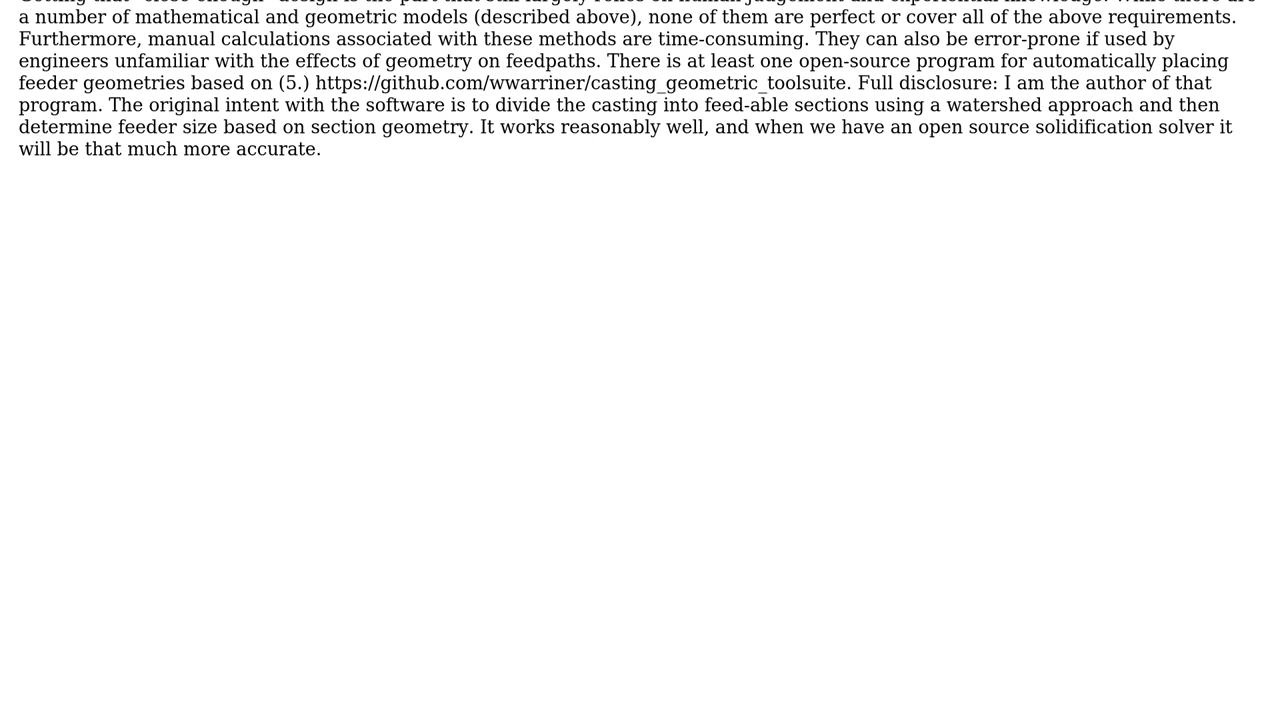 a number of mathematical and geometric models (described above), none of them are perfect or cover all of the above requirements.
Furthermore, manual calculations associated with these methods are time-consuming. They can also be error-prone if used by
engineers unfamiliar with the effects of geometry on feedpaths. There is at least one open-source program for automatically placing
feeder geometries based on (5.) https://github.com/wwarriner/casting_geometric_toolsuite. Full disclosure: I am the author of that
program. The original intent with the software is to divide the casting into feed-able sections using a watershed approach and then
determine feeder size based on section geometry. It works reasonably well, and when we have an open source solidification solver it
will be that much more accurate.